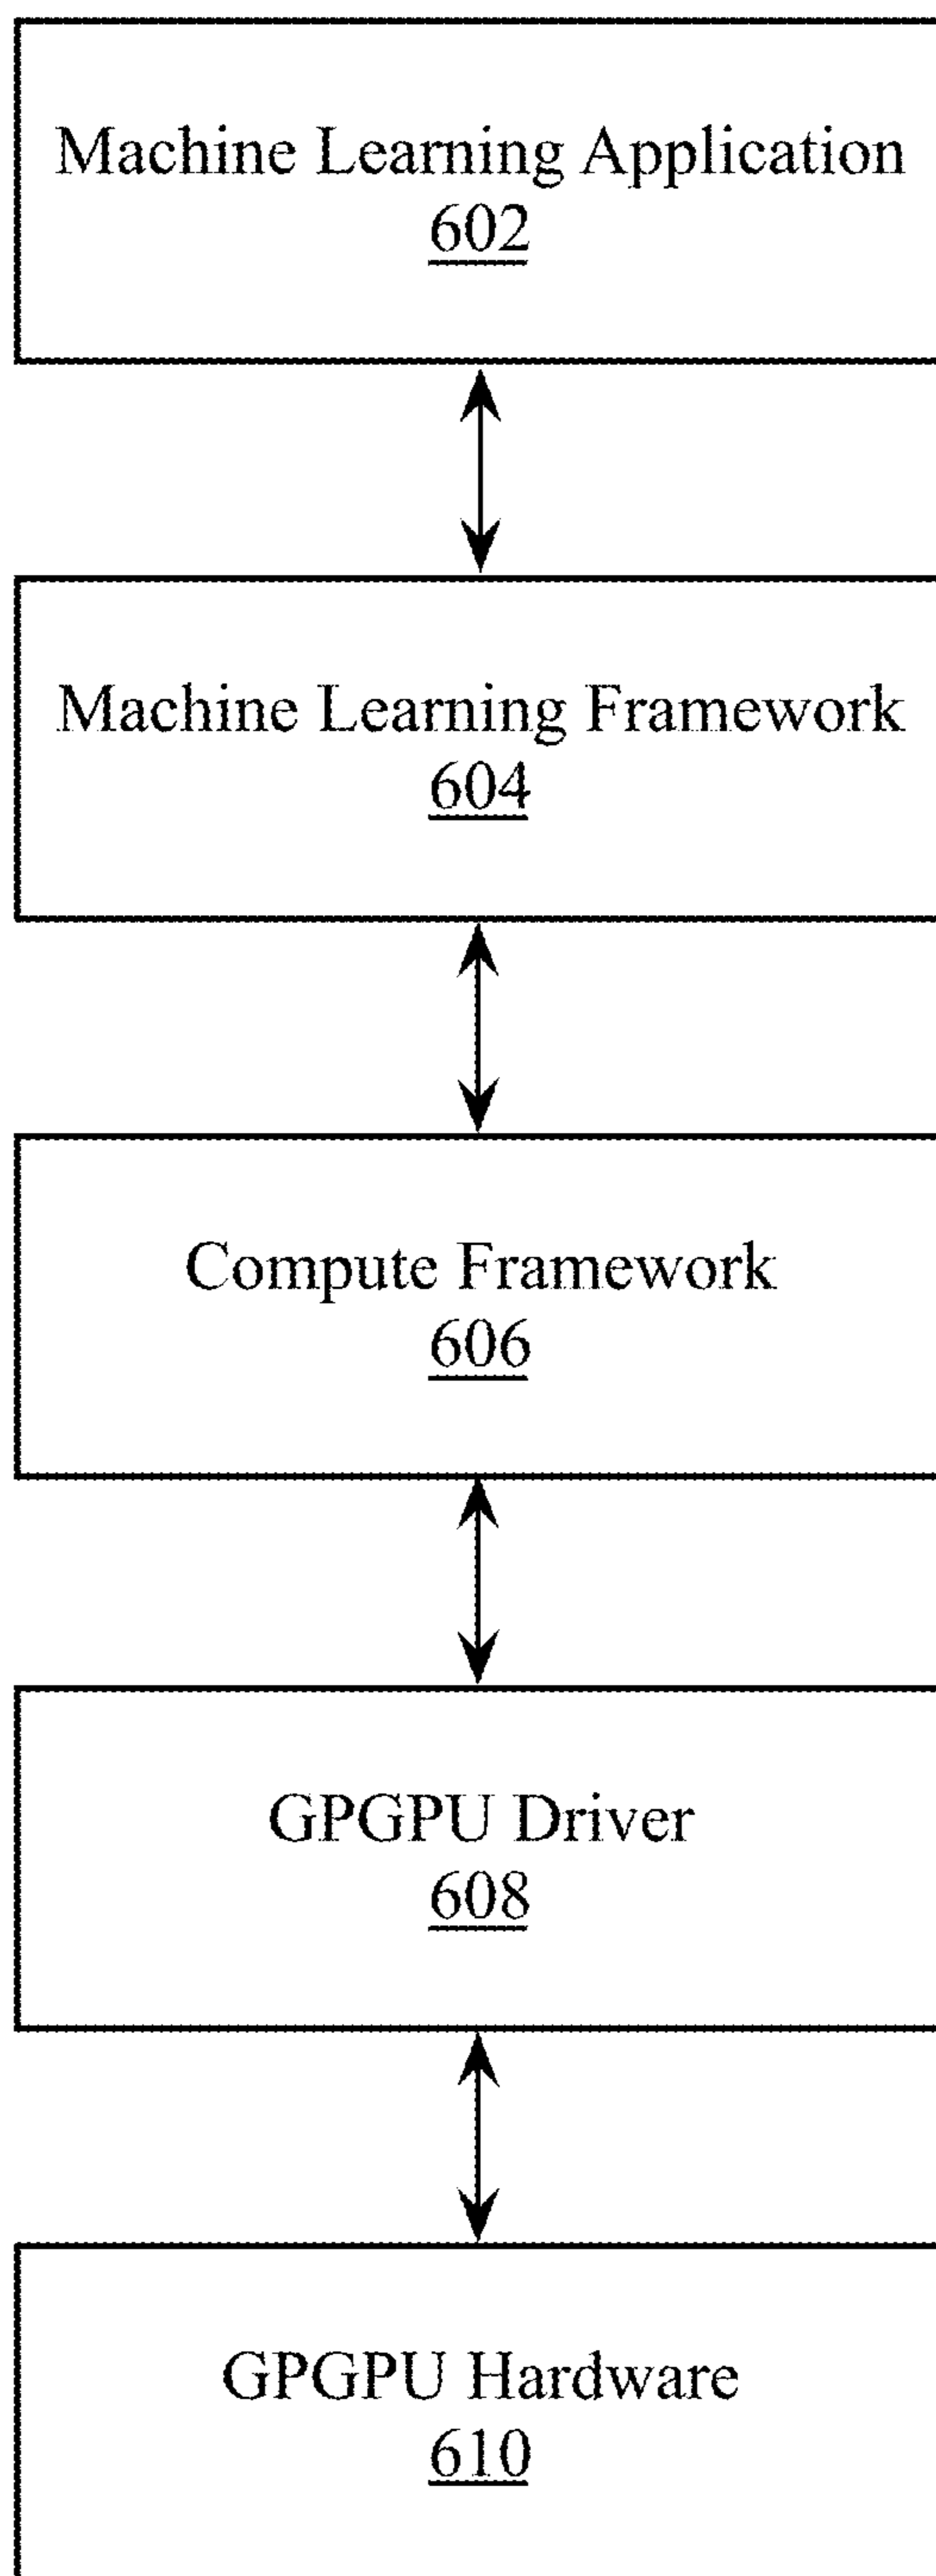 Machine Learning Application
602
Machine Learning Framework
604
Compute Framework
606
GPGPU Driver
608
GPGPU Hardware
610